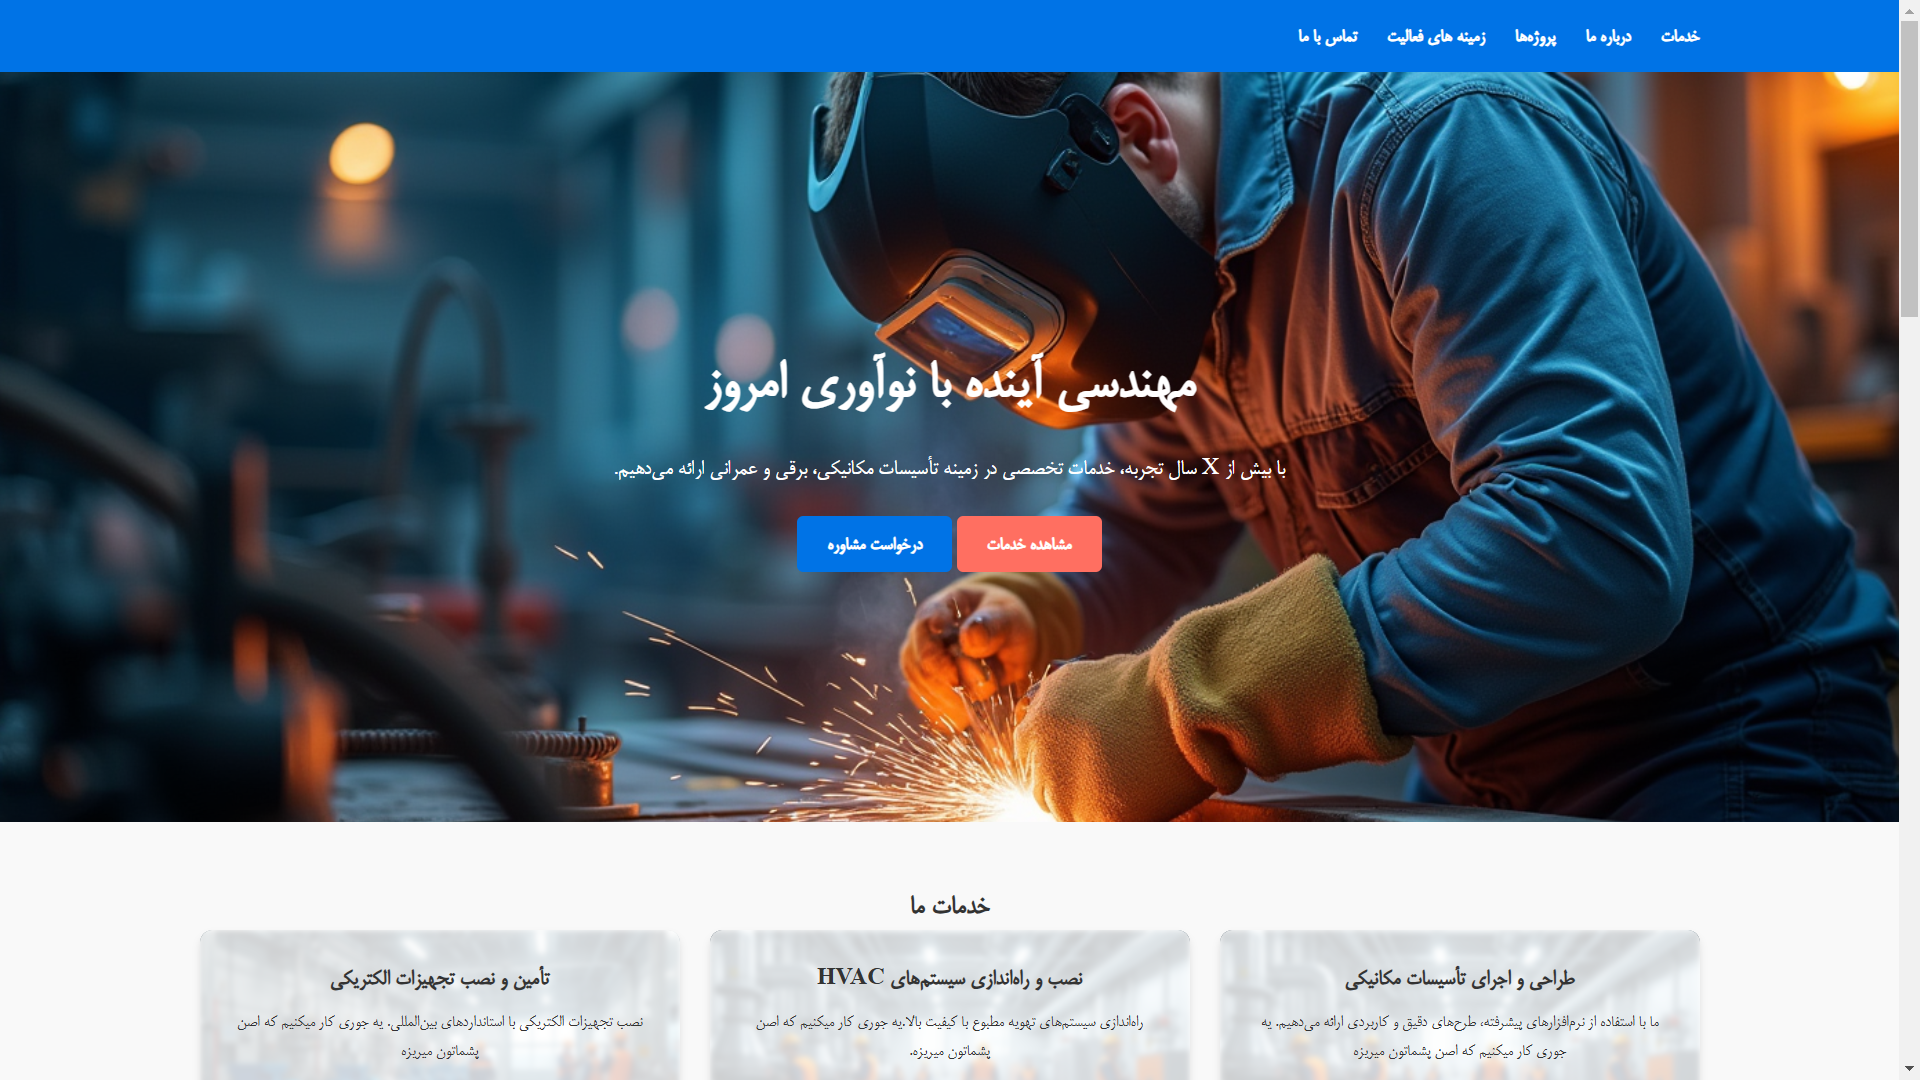 خدمات درباره ما پروژه‌ها زمینه های فعالیت تماس با ما
مهندسی آینده با نوآوری امروز
با بیش از X سال تجربه، خدمات تخصصی در زمینه تأسیسات مکانیکی، برقی و عمرانی ارائه می‌دهیم.
مشاهده خدمات درخواست مشاوره
خدمات ما
طراحی و اجرای تأسیسات مکانیکی
ما با استفاده از نرم‌افزارهای پیشرفته، طرح‌های دقیق و کاربردی ارائه می‌دهیم. یه
جوری کار میکنیم که اصن پشماتون میریزه
نصب و راه‌اندازی سیستم‌های HVAC
راه‌اندازی سیستم‌های تهویه مطبوع با کیفیت بالا.یه جوری کار میکنیم که اصن
پشماتون میریزه.
تأمین و نصب تجهیزات الکتریکی
نصب تجهیزات الکتریکی با استانداردهای بین‌المللی. یه جوری کار میکنیم که اصن
پشماتون میریزه